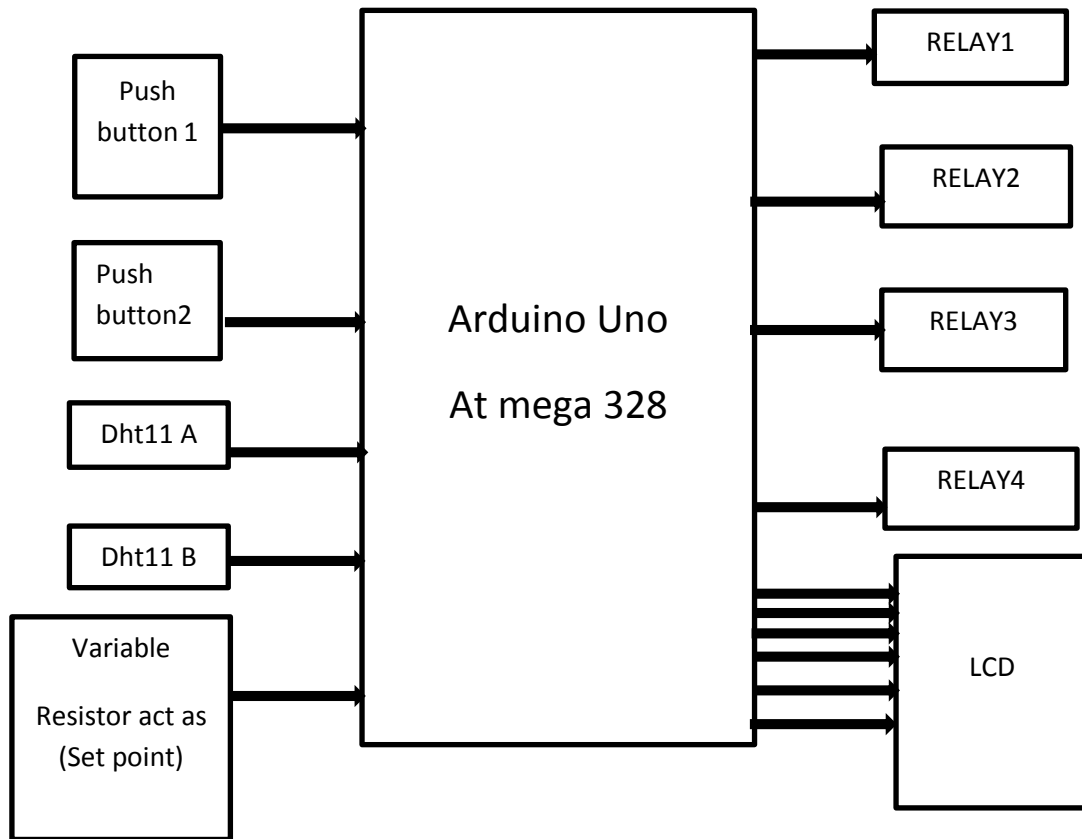 Push
button 1
Push
button2
Dht11 A
Dht11 B
Variable
Resistor act as
(Set point)
Arduino Uno
At mega 328
RELAY1
RELAY2
RELAY3
RELAY4
LCD